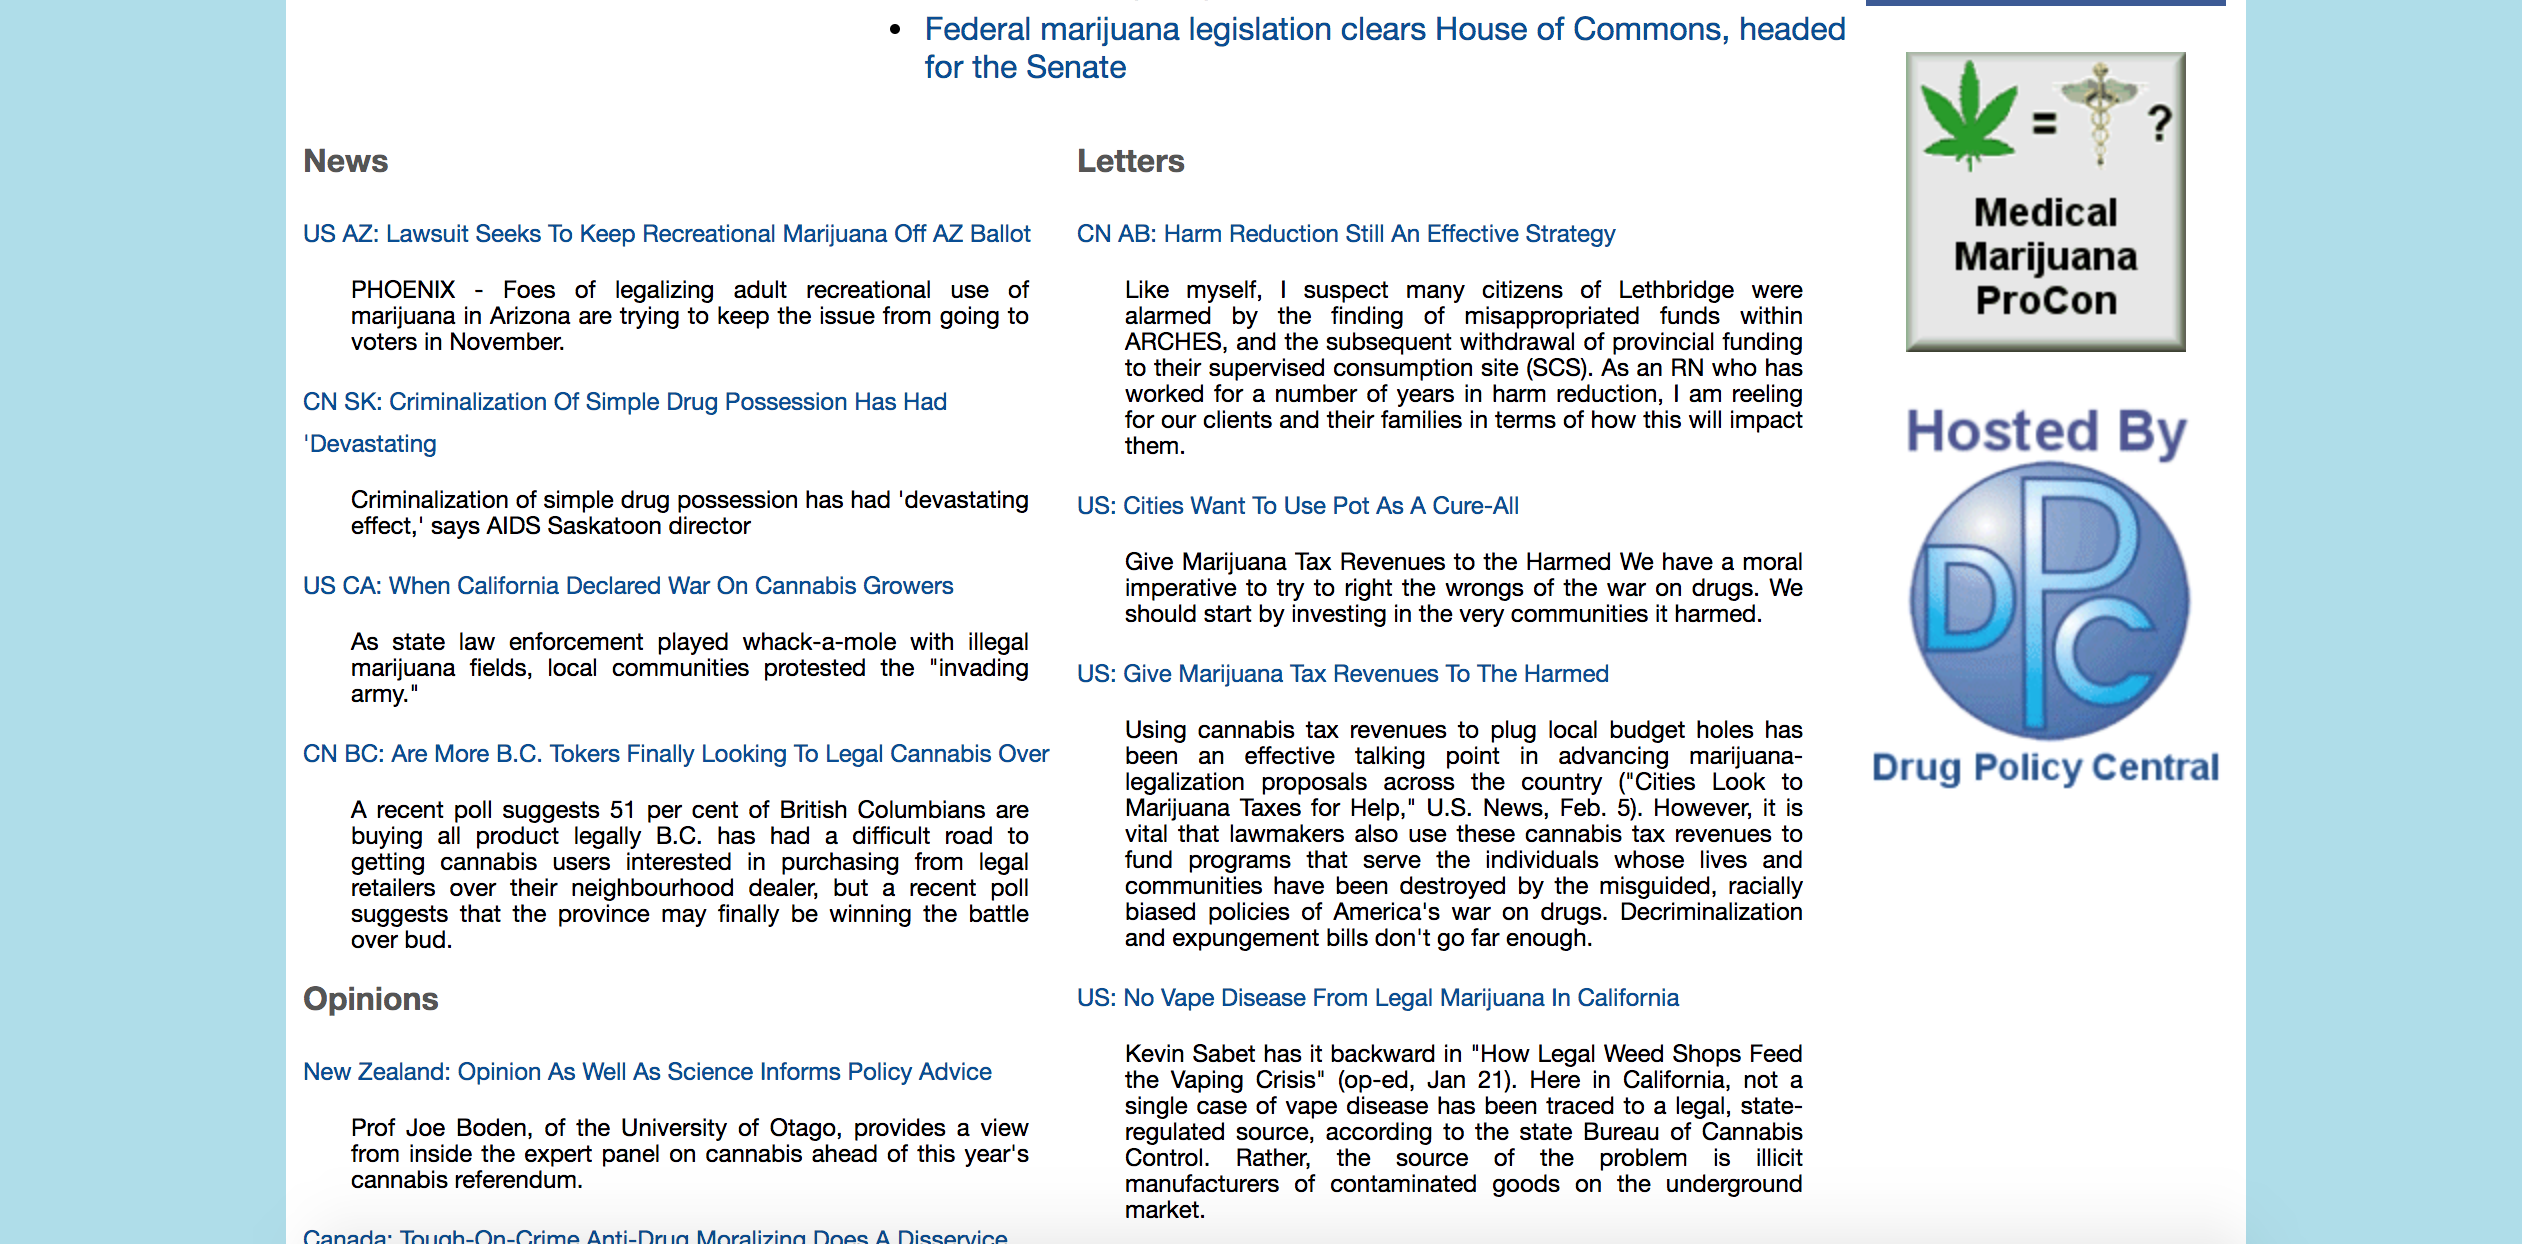 • Federal marijuana legislation clears House of Commons, headed
for the Senate
News
US AZ: Lawsuit Seeks To Keep Recreational Marijuana Off AZ Ballot
PHOENIX - Foes of legalizing adult recreational use of
marijuana in Arizona are trying to keep the issue from going to
voters in November.
CN SK: Criminalization Of Simple Drug Possession Has Had
'Devastating
Criminalization of simple drug possession has had 'devastating
effect,' says AIDS Saskatoon director
US CA: When California Declared War On Cannabis Growers
As state law enforcement played whack-a-mole with illegal
marijuana fields, local communities protested the "invading
army."
CN BC: Are More B.C. Tokers Finally Looking To Legal Cannabis Over
A recent poll suggests 51 per cent of British Columbians are
buying all product legally B.C. has had a difficult road to
getting cannabis users interested in purchasing from legal
retailers over their neighbourhood dealer, but a recent poll
suggests that the province may finally be winning the battle
over bud.
Opinions
New Zealand: Opinion As Well As Science Informs Policy Advice
Prof Joe Boden, of the University of Otago, provides a view
from inside the expert panel on cannabis ahead of this year's
cannabis referendum.
Canada: Tough-On-Crime Anti-Drug Moralizing Does A Disservice
Letters
CN AB: Harm Reduction Still An Effective Strategy
Like myself, I suspect many citizens of Lethbridge were
alarmed by the finding of misappropriated funds within
ARCHES, and the subsequent withdrawal of provincial funding
to their supervised consumption site (SCS). As an RN who has
worked for a number of years in harm reduction, I am reeling
for our clients and their families in terms of how this will impact
them.
US: Cities Want To Use Pot As A Cure-All
Give Marijuana Tax Revenues to the Harmed We have a moral
imperative to try to right the wrongs of the war on drugs. We
should start by investing in the very communities it harmed.
US: Give Marijuana Tax Revenues To The Harmed
Using cannabis tax revenues to plug local budget holes has
been an effective talking point in advancing marijuana-
legalization proposals across the country ("Cities Look to
Marijuana Taxes for Help," U.S. News, Feb. 5). However, it is
vital that lawmakers also use these cannabis tax revenues to
fund programs that serve the individuals whose lives and
communities have been destroyed by the misguided, racially
biased policies of America's war on drugs. Decriminalization
and expungement bills don't go far enough.
US: No Vape Disease From Legal Marijuana In California
Kevin Sabet has it backward in "How Legal Weed Shops Feed
the Vaping Crisis" (op-ed, Jan 21). Here in California, not a
single case of vape disease has been traced to a legal, state-
regulated source, according to the state Bureau of Cannabis
Control. Rather, the source of the problem is illicit
manufacturers of contaminated goods on the underground
market.
= ?
Medical
Marijuana
ProCon
Hosted By
DPC
Drug Policy Central